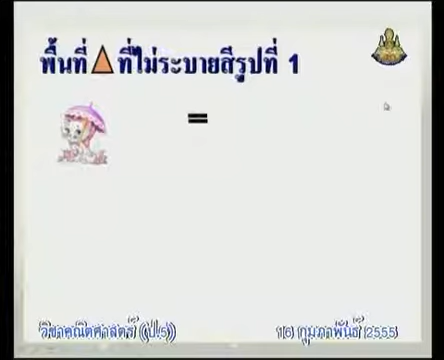 พื้นที่ △ ที่ไม่ระบายสีรูปที่ 1
=
วิชาคณิตศาสตร์ (ป.5)
16 กุมภาพันธ์ 2555